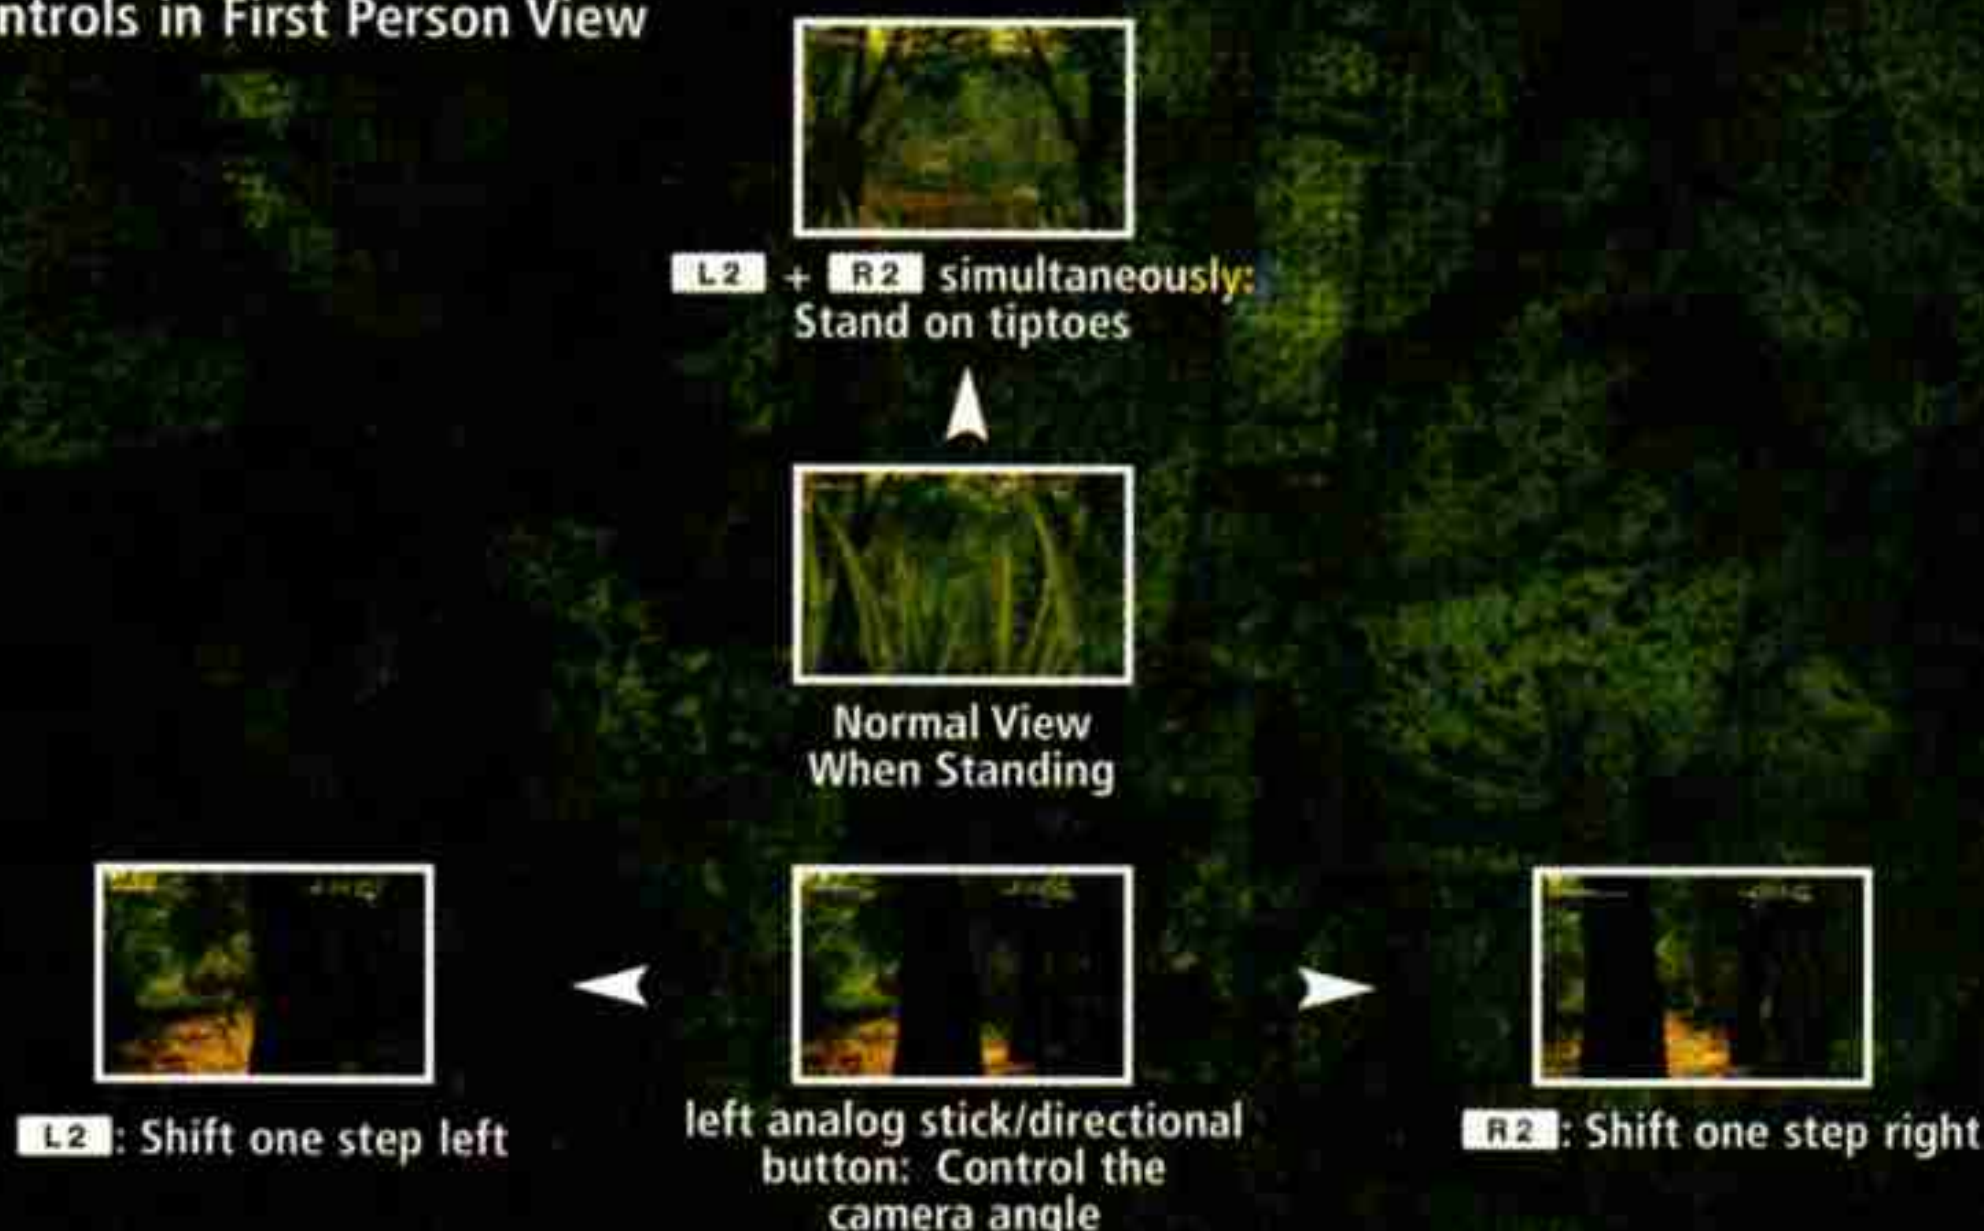 ntrols in First Person View
L2 + R2 simultaneously:
Stand on tiptoes
Normal View
When Standing
L2: Shift one step left
left analog stick/directional
button: Control the
camera angle
R2: Shift one step right